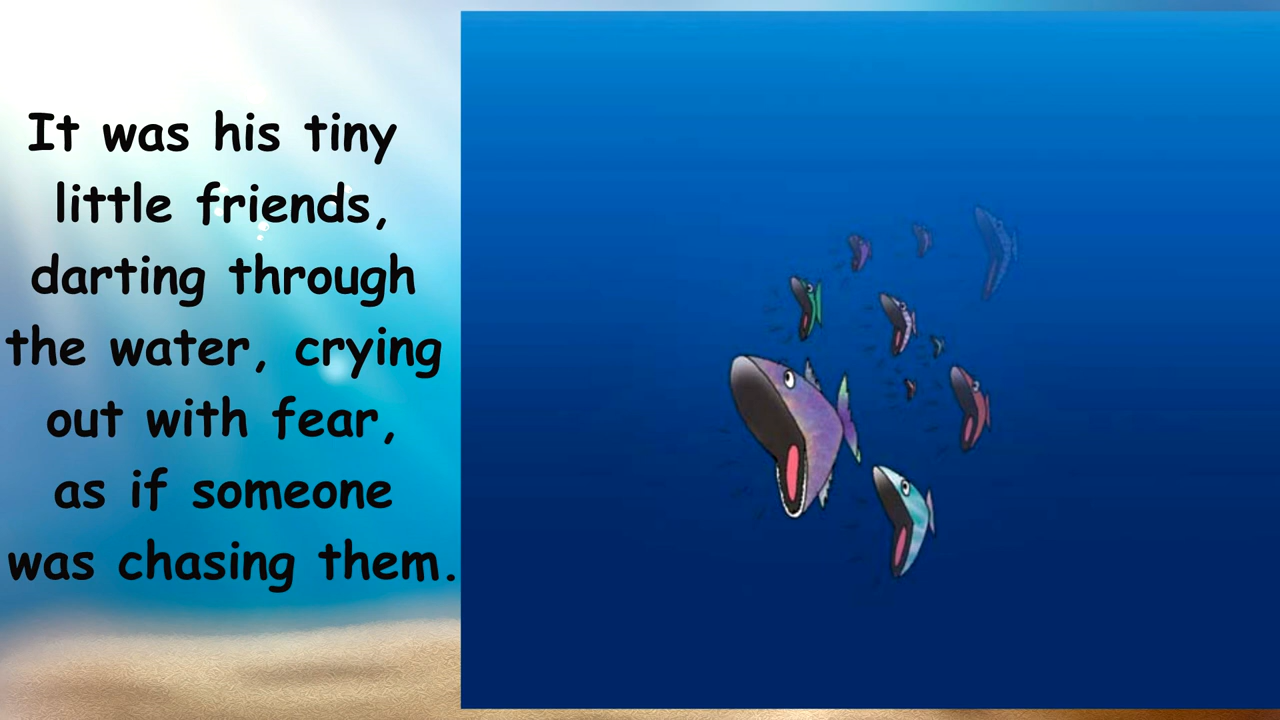 It was his tiny
little friends,
darting through
the water, crying
out with fear,
as if someone
was chasing them.